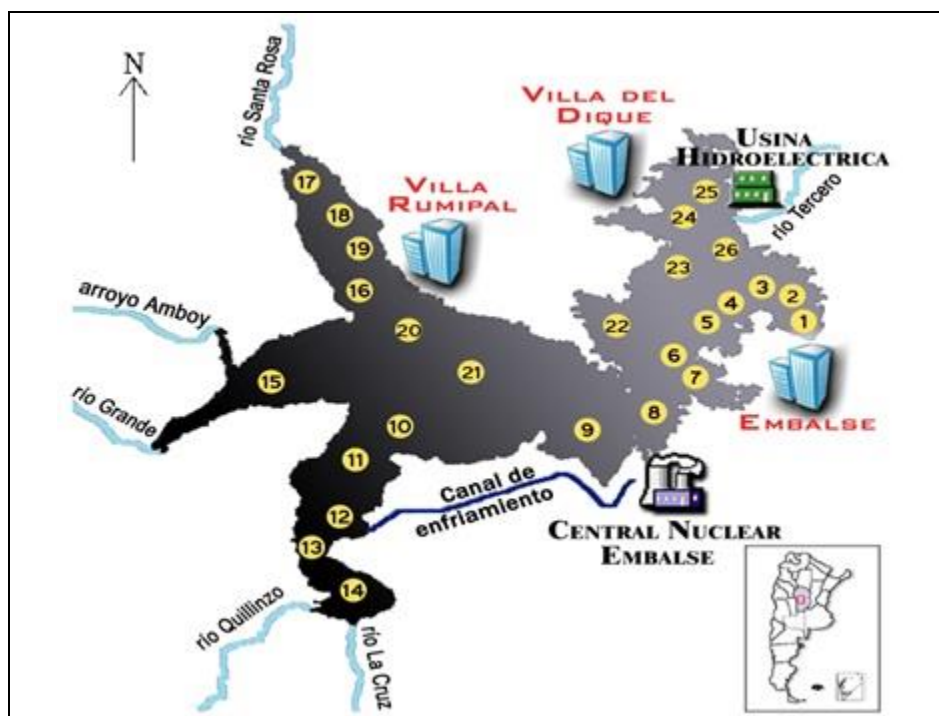 N
río Santa Rosa
VILLA DEL
DIQUE
USINA
HIDROELECTRICA
río Tercero
VILLA
RUMIPAL
arroyo Amboy
río Grande
17
18
19
16
20
21
15
10
11
12
13
14
9
8
7
6
5
4
3
2
1
22
23
24
25
26
EMBALSE
Canal de
enfriamiento
CENTRAL NUCLEAR
EMBALSE
río Quillinzo
río La Cruz